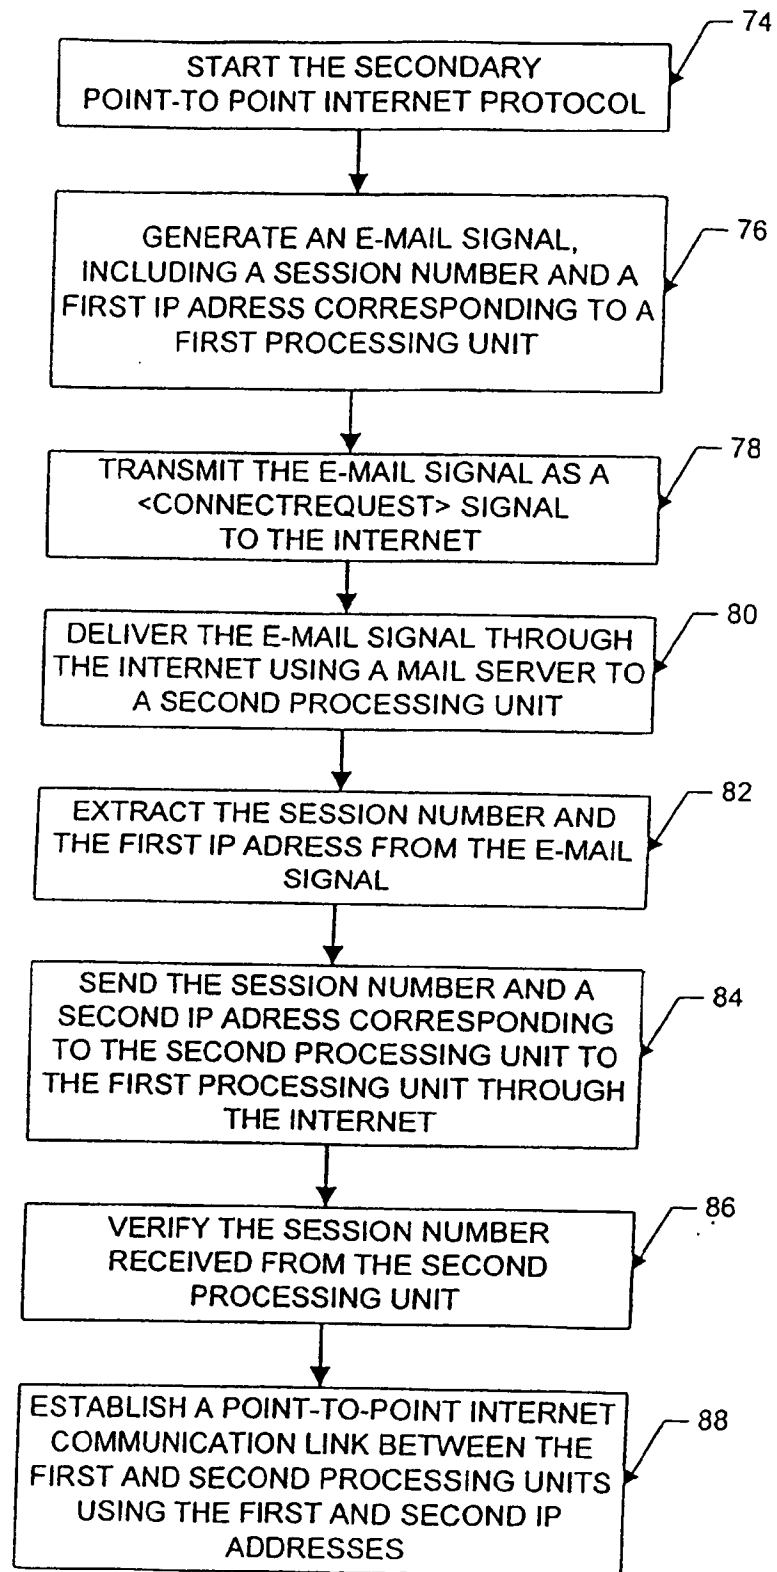 74
START THE SECONDARY
POINT-TO POINT INTERNET PROTOCOL
76
GENERATE AN E-MAIL SIGNAL,
INCLUDING A SESSION NUMBER AND A
FIRST IP ADRESS CORRESPONDING TO A
FIRST PROCESSING UNIT
78
TRANSMIT THE E-MAIL SIGNAL AS A
<CONNECTREQUEST> SIGNAL
TO THE INTERNET
80
DELIVER THE E-MAIL SIGNAL THROUGH
THE INTERNET USING A MAIL SERVER TO
A SECOND PROCESSING UNIT
82
EXTRACT THE SESSION NUMBER AND
THE FIRST IP ADRESS FROM THE E-MAIL
SIGNAL
84
SEND THE SESSION NUMBER AND A
SECOND IP ADRESS CORRESPONDING
TO THE SECOND PROCESSING UNIT TO
THE FIRST PROCESSING UNIT THROUGH
THE INTERNET
86
VERIFY THE SESSION NUMBER
RECEIVED FROM THE SECOND
PROCESSING UNIT
88
ESTABLISH A POINT-TO-POINT INTERNET
COMMUNICATION LINK BETWEEN THE
FIRST AND SECOND PROCESSING UNITS
USING THE FIRST AND SECOND IP
ADDRESSES